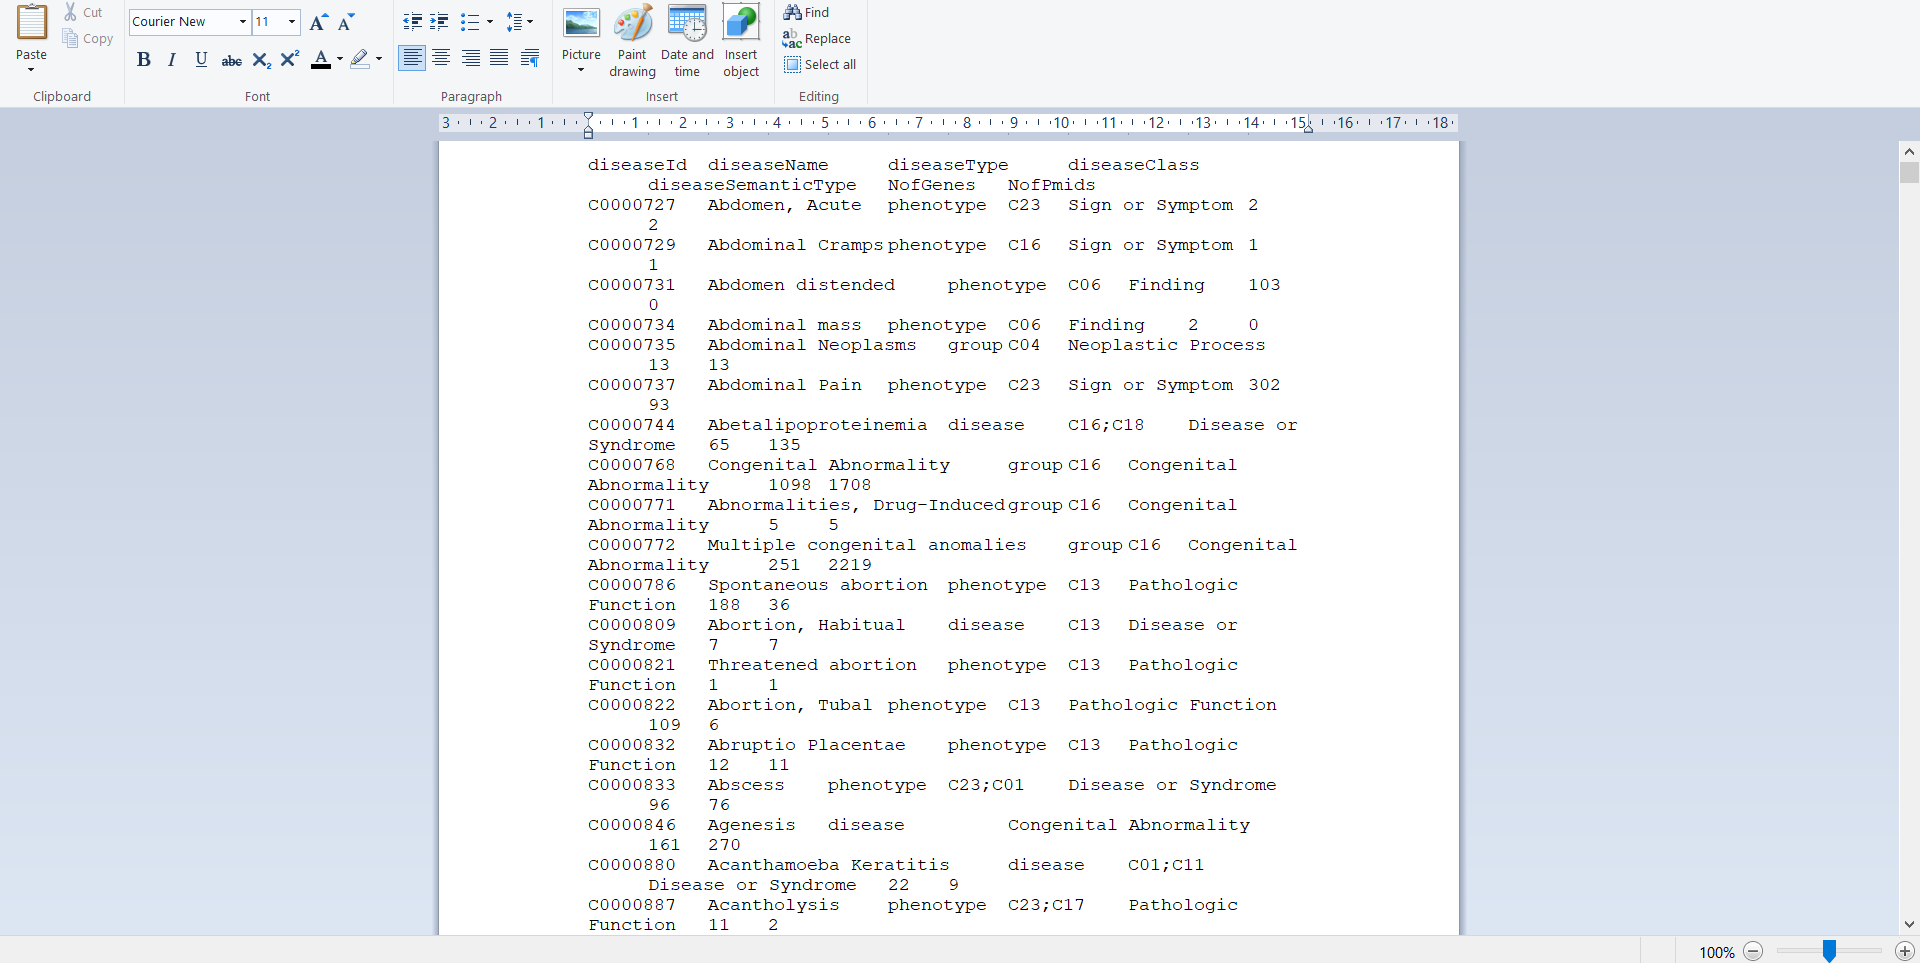 Cut
Copy
Paste
Clipboard
Courier New 11 A A
B I U abc X2 X2 A
Font
Paragraph
Picture
Paint drawing
Date and time
Insert object
Insert
Find
Replace
Select all
Editing
3 2 1 1 2 3 4 5 6 7 8 9 10 11 12 13 14 15 16 17 18
diseaseId diseaseName diseaseType diseaseClass
diseaseSemanticType NofGenes NofPmids
C0000727 Abdomen, Acute phenotype C23 Sign or Symptom 2
2
C0000729 Abdominal Cramps phenotype C16 Sign or Symptom 1
1
C0000731 Abdomen distended phenotype C06 Finding 103
0
C0000734 Abdominal mass phenotype C06 Finding 2 0
C0000735 Abdominal Neoplasms group C04 Neoplastic Process
13 13
C0000737 Abdominal Pain phenotype C23 Sign or Symptom 302
93
C0000744 Abetalipoproteinemia disease C16;C18 Disease or
Syndrome 65 135
C0000768 Congenital Abnormality group C16 Congenital
Abnormality 1098 1708
C0000771 Abnormalities, Drug-Induced group C16 Congenital
Abnormality 5 5
C0000772 Multiple congenital anomalies group C16 Congenital
Abnormality 251 2219
C0000786 Spontaneous abortion phenotype C13 Pathologic
Function 188 36
C0000809 Abortion, Habitual disease C13 Disease or
Syndrome 7 7
C0000821 Threatened abortion phenotype C13 Pathologic
Function 1 1
C0000822 Abortion, Tubal phenotype C13 Pathologic Function
109 6
C0000832 Abruptio Placentae phenotype C13 Pathologic
Function 12 11
C0000833 Abscess phenotype C23;C01 Disease or Syndrome
96 76
C0000846 Agenesis disease Congenital Abnormality
161 270
C0000880 Acanthamoeba Keratitis disease C01;C11
Disease or Syndrome 22 9
C0000887 Acantholysis phenotype C23;C17 Pathologic
Function 11 2
100%